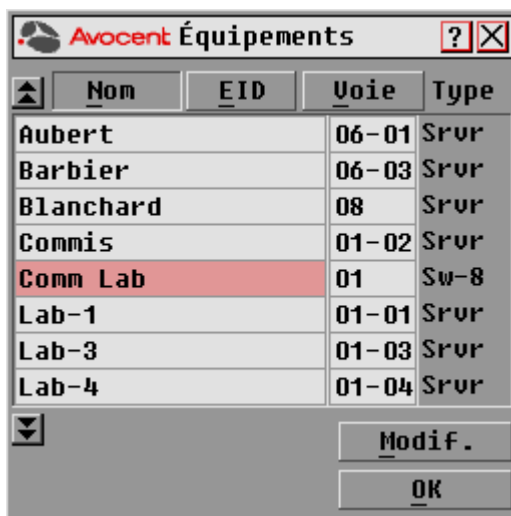 Avocent Équipements ? X
Nom EID Voie Type
Aubert 06-01 Srvr
Barbier 06-03 Srvr
Blanchard 08 Srvr
Commis 01-02 Srvr
Comm Lab 01 Sw-8
Lab-1 01-01 Srvr
Lab-3 01-03 Srvr
Lab-4 01-04 Srvr
Modif.
OK